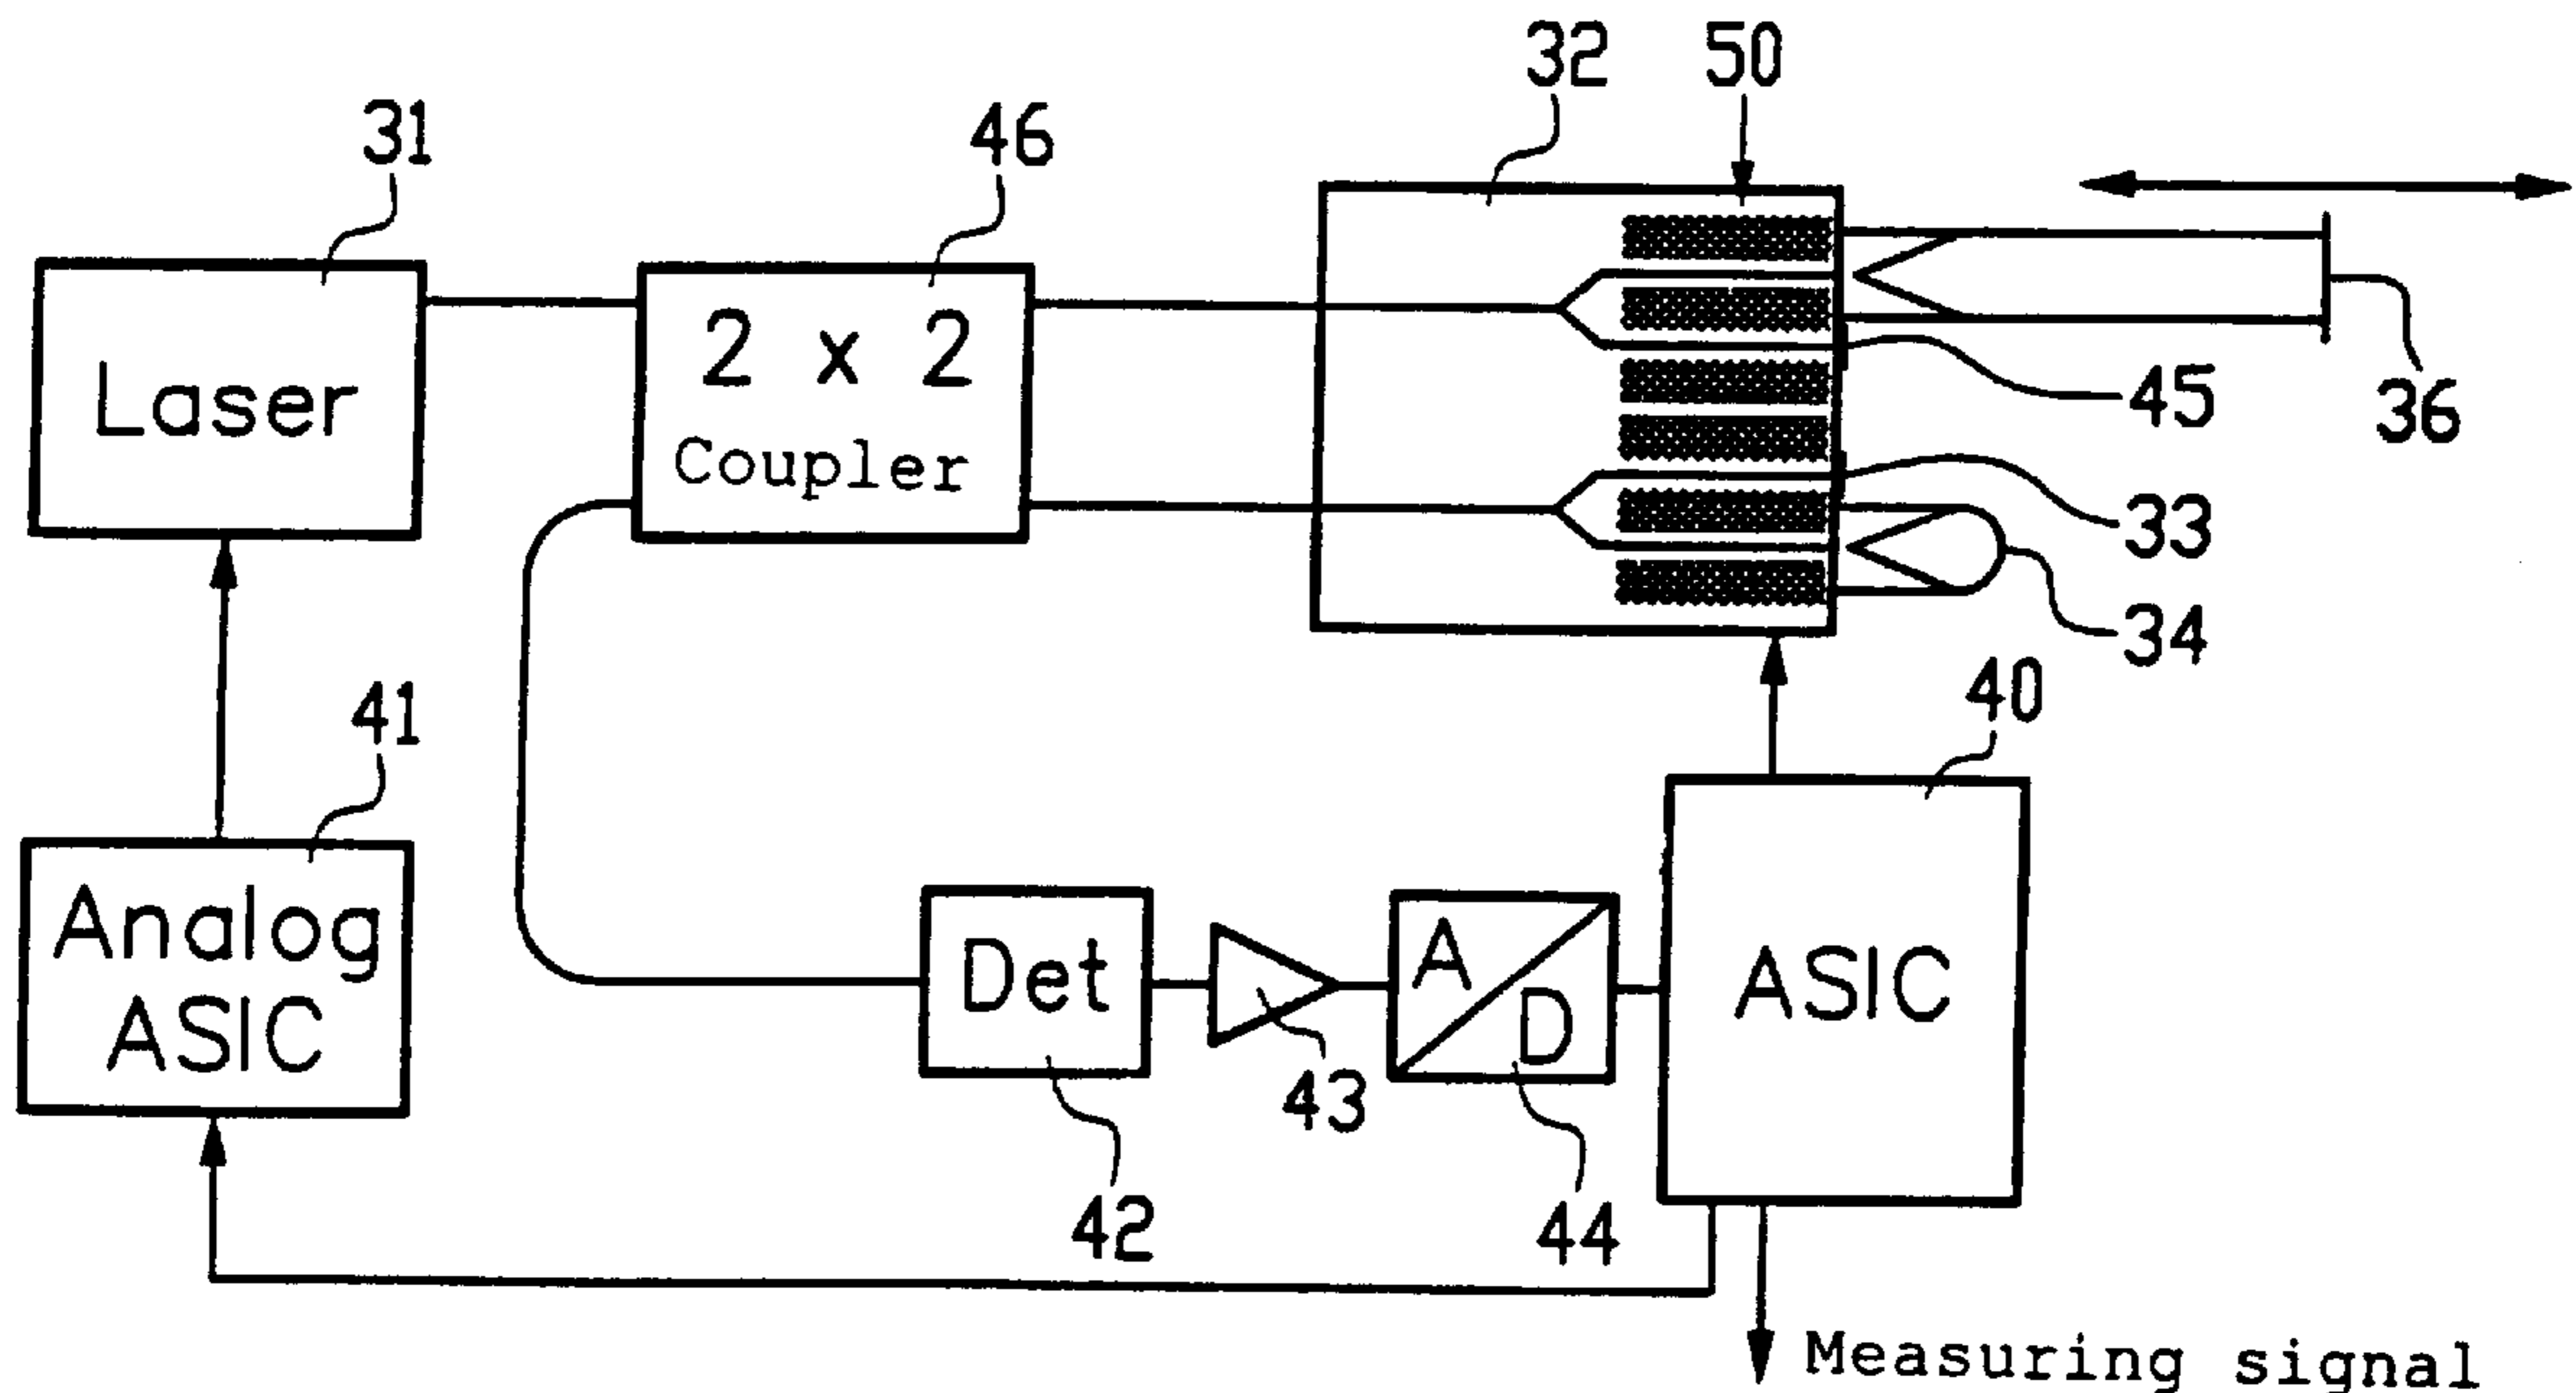 32
50
31
46
Laser
2 x 2
Coupler
45
36
33
34
41
40
Analog
ASIC
Det
A
D
ASIC
43
42
44
Measuring signal